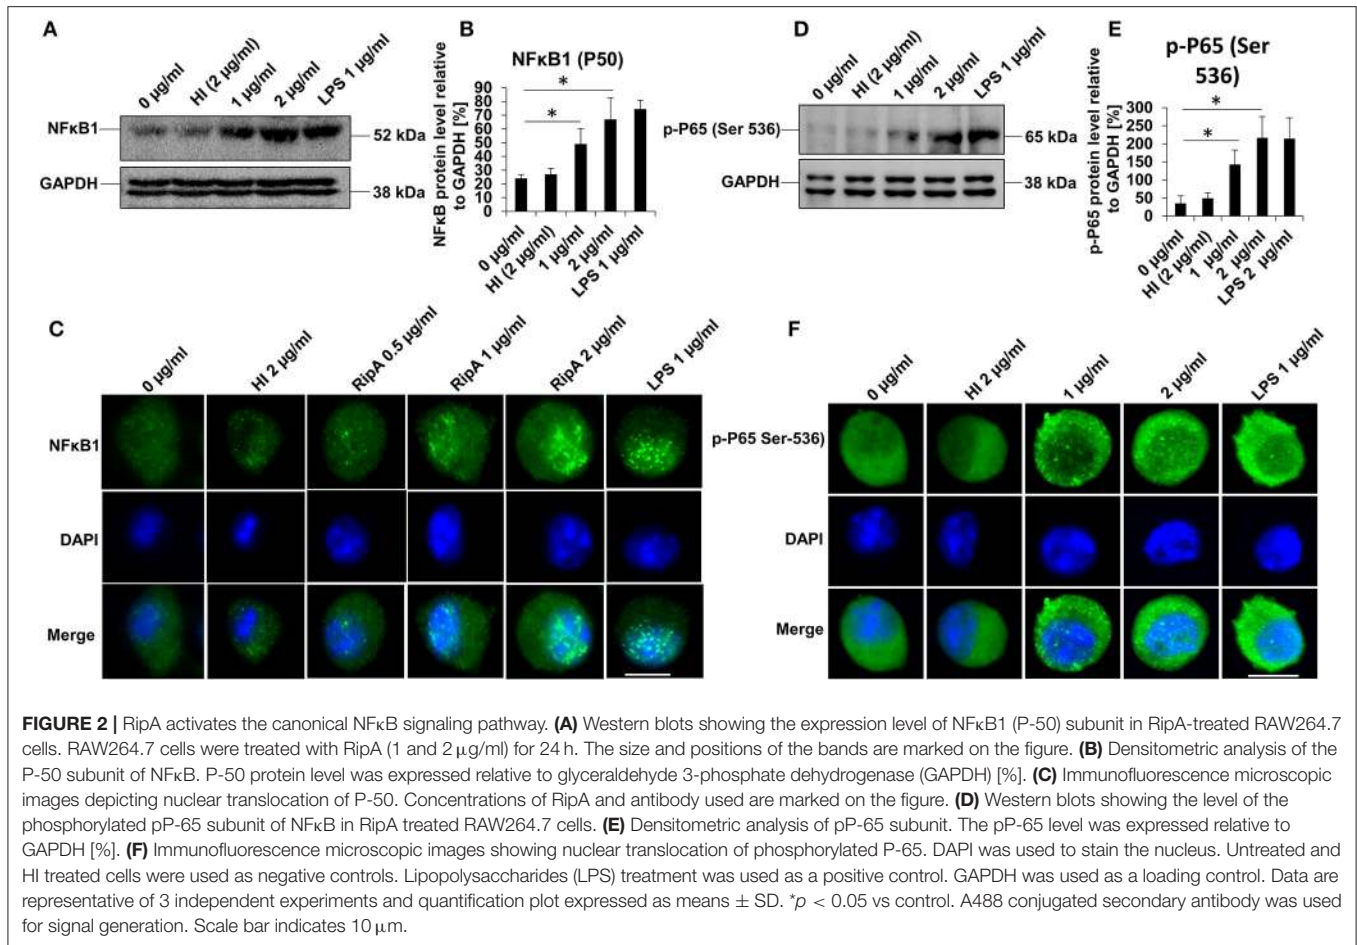 A
0 µg/ml
HI (2 µg/ml)
1 µg/ml
2 µg/ml
LPS 1 µg/ml
NFκB1
52 kDa
GAPDH
38 kDa
B
NFκB1 (P50)
NFκB protein level relative
to GAPDH [%]
90
80
70
60
50
40
30
20
10
0
*
*
0 µg/ml
HI (2 µg/ml)
1 µg/ml
2 µg/ml
LPS 1 µg/ml
D
0 µg/ml
HI (2 µg/ml)
1 µg/ml
2 µg/ml
LPS 1 µg/ml
p-P65 (Ser 536)
65 kDa
GAPDH
38 kDa
E
p-P65 (Ser
536)
p-P65 protein level relative
to GAPDH [%]
300
250
200
150
100
50
0
*
*
0 µg/ml
HI (2 µg/ml)
1 µg/ml
2 µg/ml
LPS 2 µg/ml
C
0 µg/ml
HI 2 µg/ml
RipA 0.5 µg/ml
RipA 1 µg/ml
RipA 2 µg/ml
LPS 1 µg/ml
NFκB1
DAPI
Merge
F
0 µg/ml
HI 2 µg/ml
1 µg/ml
2 µg/ml
LPS 1 µg/ml
p-P65 Ser-536)
DAPI
Merge
FIGURE 2 | RipA activates the canonical NFκB signaling pathway. (A) Western blots showing the expression level of NFκB1 (P-50) subunit in RipA-treated RAW264.7
cells. RAW264.7 cells were treated with RipA (1 and 2 µg/ml) for 24 h. The size and positions of the bands are marked on the figure. (B) Densitometric analysis of the
P-50 subunit of NFκB. P-50 protein level was expressed relative to glyceraldehyde 3-phosphate dehydrogenase (GAPDH) [%]. (C) Immunofluorescence microscopic
images depicting nuclear translocation of P-50. Concentrations of RipA and antibody used are marked on the figure. (D) Western blots showing the level of the
phosphorylated pP-65 subunit of NFκB in RipA treated RAW264.7 cells. (E) Densitometric analysis of pP-65 subunit. The pP-65 level was expressed relative to
GAPDH [%]. (F) Immunofluorescence microscopic images showing nuclear translocation of phosphorylated P-65. DAPI was used to stain the nucleus. Untreated and
HI treated cells were used as negative controls. Lipopolysaccharides (LPS) treatment was used as a positive control. GAPDH was used as a loading control. Data are
representative of 3 independent experiments and quantification plot expressed as means ± SD. *p < 0.05 vs control. A488 conjugated secondary antibody was used
for signal generation. Scale bar indicates 10 µm.